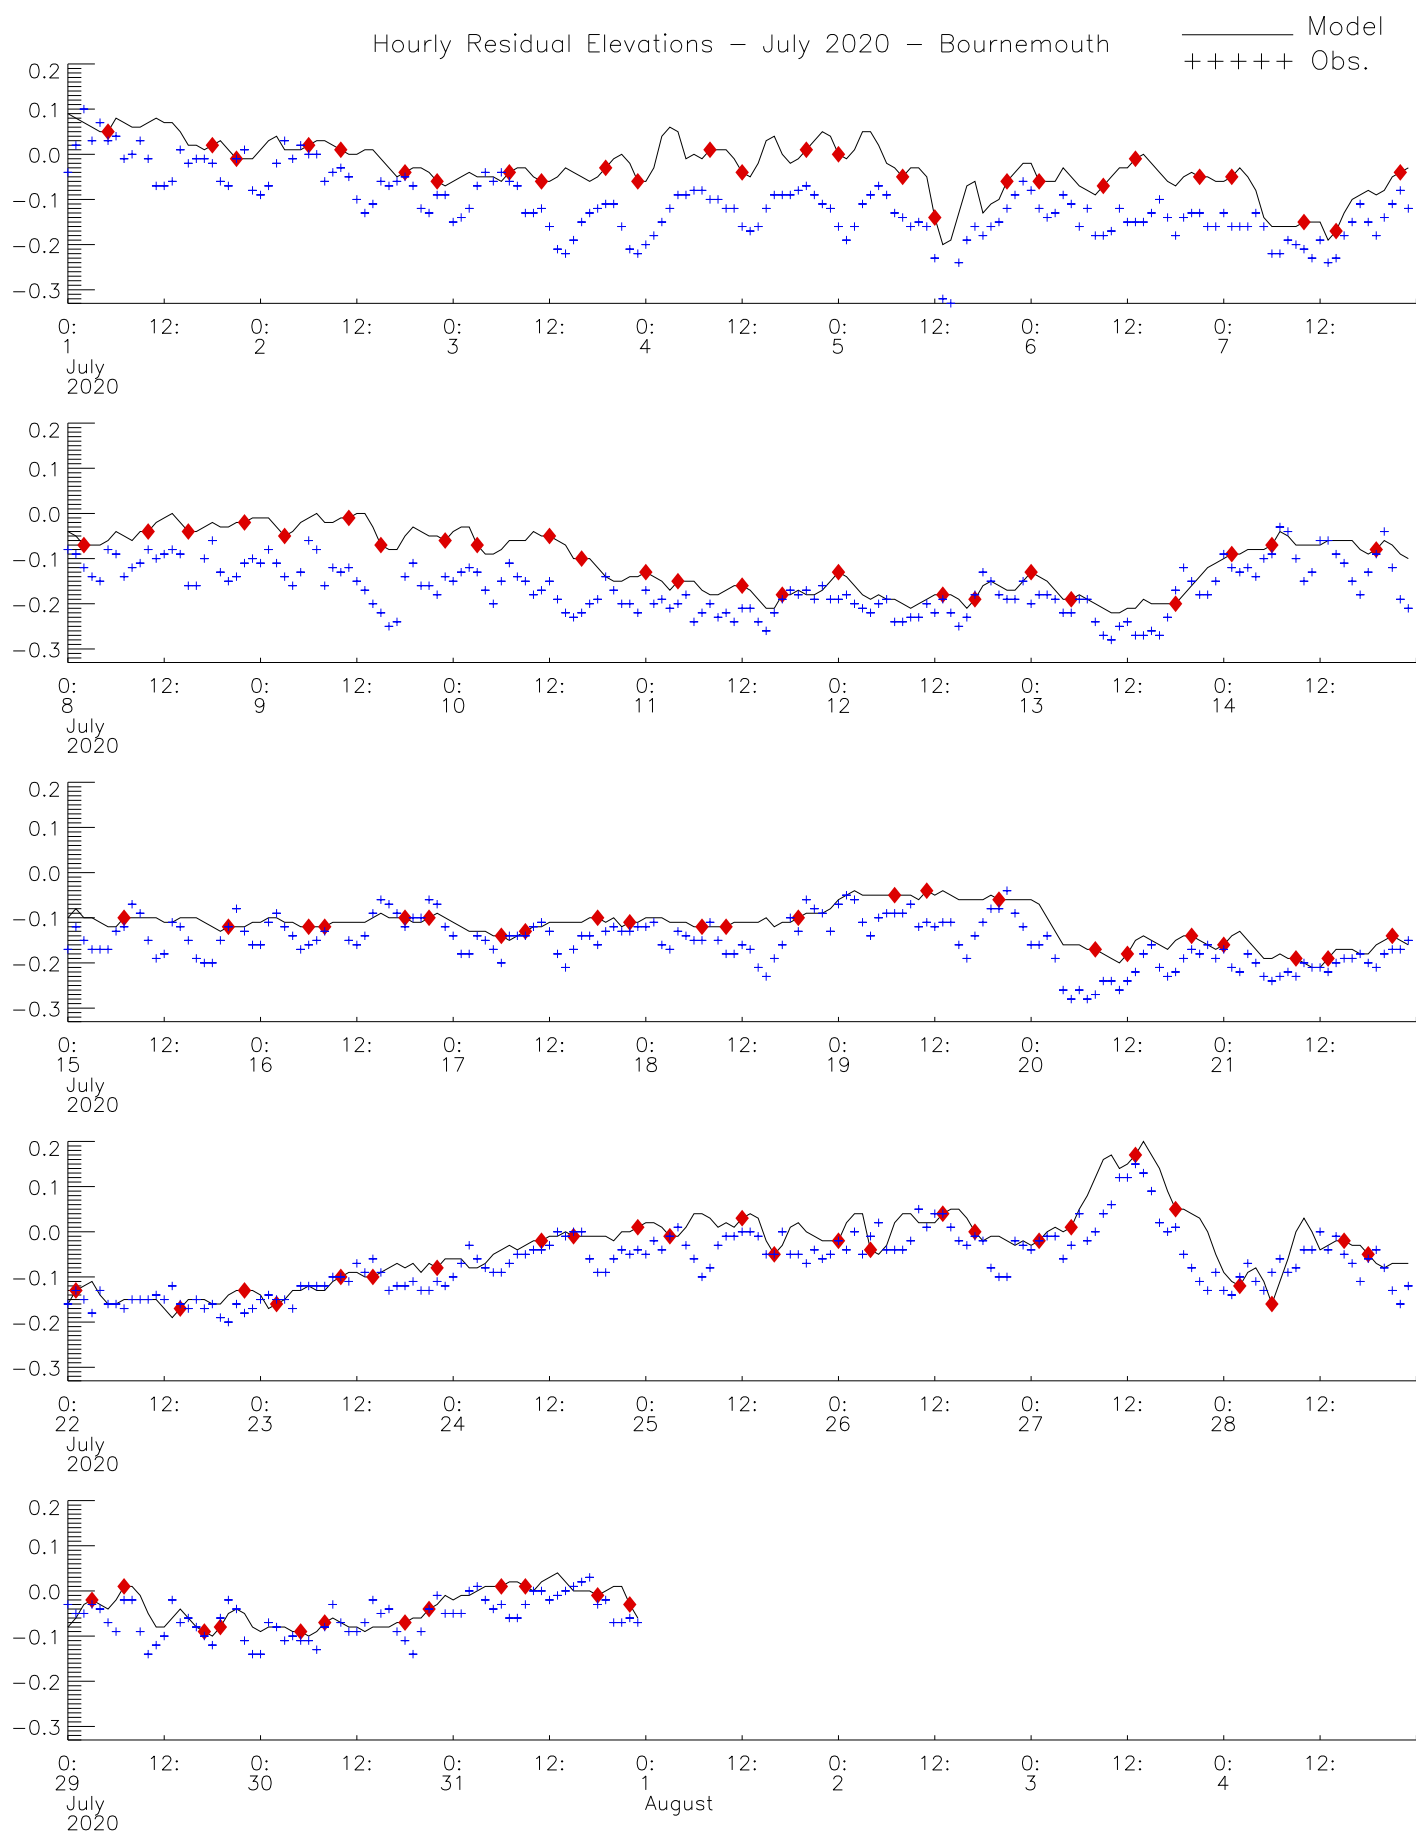 Hourly Residual Elevations − July 2020 − Bournemouth
Model
+++++ Obs.
0.2
0.1
0.0
−0.1
−0.2
−0.3
0: 12: 0: 12: 0: 12: 0: 12: 0: 12: 0: 12: 0: 12:
1 2 3 4 5 6 7
July
2020
0.2
0.1
0.0
−0.1
−0.2
−0.3
0: 12: 0: 12: 0: 12: 0: 12: 0: 12: 0: 12: 0: 12:
8 9 10 11 12 13 14
July
2020
0.2
0.1
0.0
−0.1
−0.2
−0.3
0: 12: 0: 12: 0: 12: 0: 12: 0: 12: 0: 12: 0: 12:
15 16 17 18 19 20 21
July
2020
0.2
0.1
0.0
−0.1
−0.2
−0.3
0: 12: 0: 12: 0: 12: 0: 12: 0: 12: 0: 12: 0: 12:
22 23 24 25 26 27 28
July
2020
0.2
0.1
0.0
−0.1
−0.2
−0.3
0: 12: 0: 12: 0: 12: 0: 12: 0: 12: 0: 12: 0: 12:
29 30 31 1 2 3 4
July August
2020